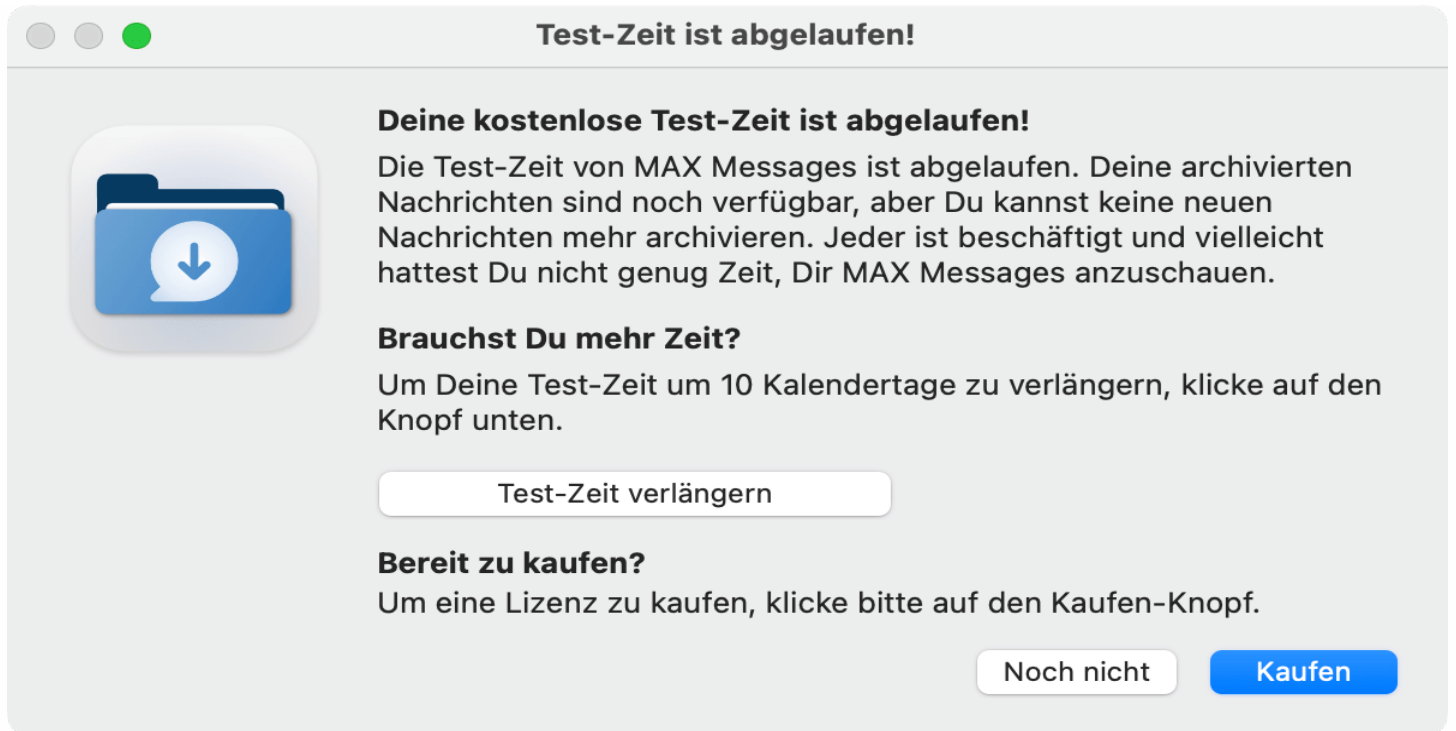 Test-Zeit ist abgelaufen!
Deine kostenlose Test-Zeit ist abgelaufen!
Die Test-Zeit von MAX Messages ist abgelaufen. Deine archivierten
Nachrichten sind noch verfügbar, aber Du kannst keine neuen
Nachrichten mehr archivieren. Jeder ist beschäftigt und vielleicht
hattest Du nicht genug Zeit, Dir MAX Messages anzuschauen.
Brauchst Du mehr Zeit?
Um Deine Test-Zeit um 10 Kalendertage zu verlängern, klicke auf den
Knopf unten.
Test-Zeit verlängern
Bereit zu kaufen?
Um eine Lizenz zu kaufen, klicke bitte auf den Kaufen-Knopf.
Noch nicht
Kaufen